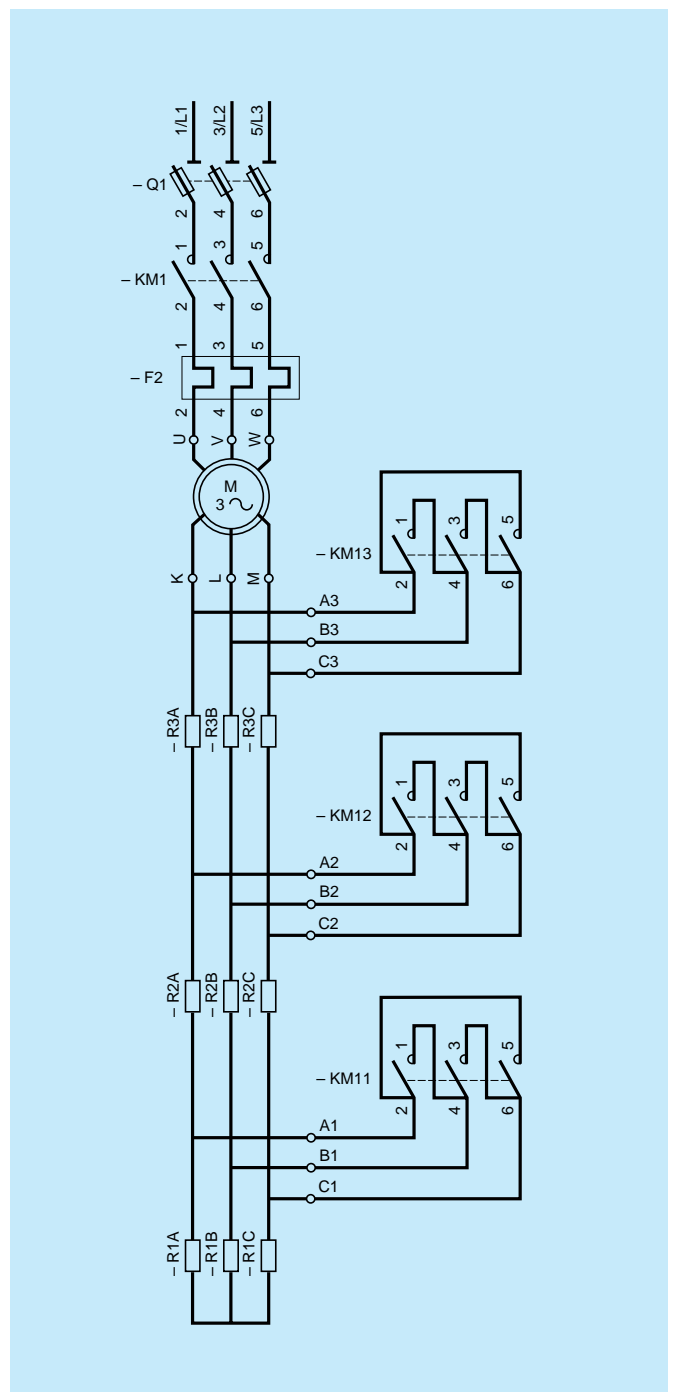 1/L1 3/L2 5/L3
– Q1
2 4 6
1 3 5
– KM1
2 4 6
1 3 5
– F2
2 4 6
U V W
M
3
K L M
– KM13
1 3 5
2 4 6
A3
B3
C3
– R3A – R3B – R3C
– KM12
1 3 5
2 4 6
A2
B2
C2
– R2A – R2B – R2C
– KM11
1 3 5
2 4 6
A1
B1
C1
– R1A – R1B – R1C